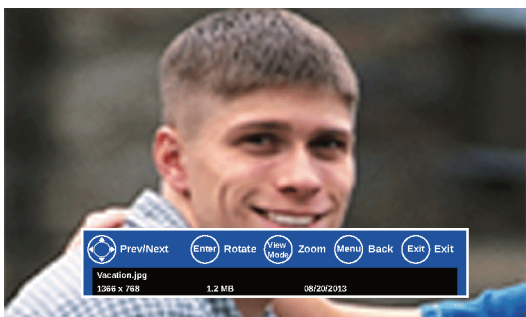 Prev/Next Enter Rotate View Mode Zoom Menu Back Exit Exit
Vacation.jpg
1366 x 768 1.2 MB 08/20/2013